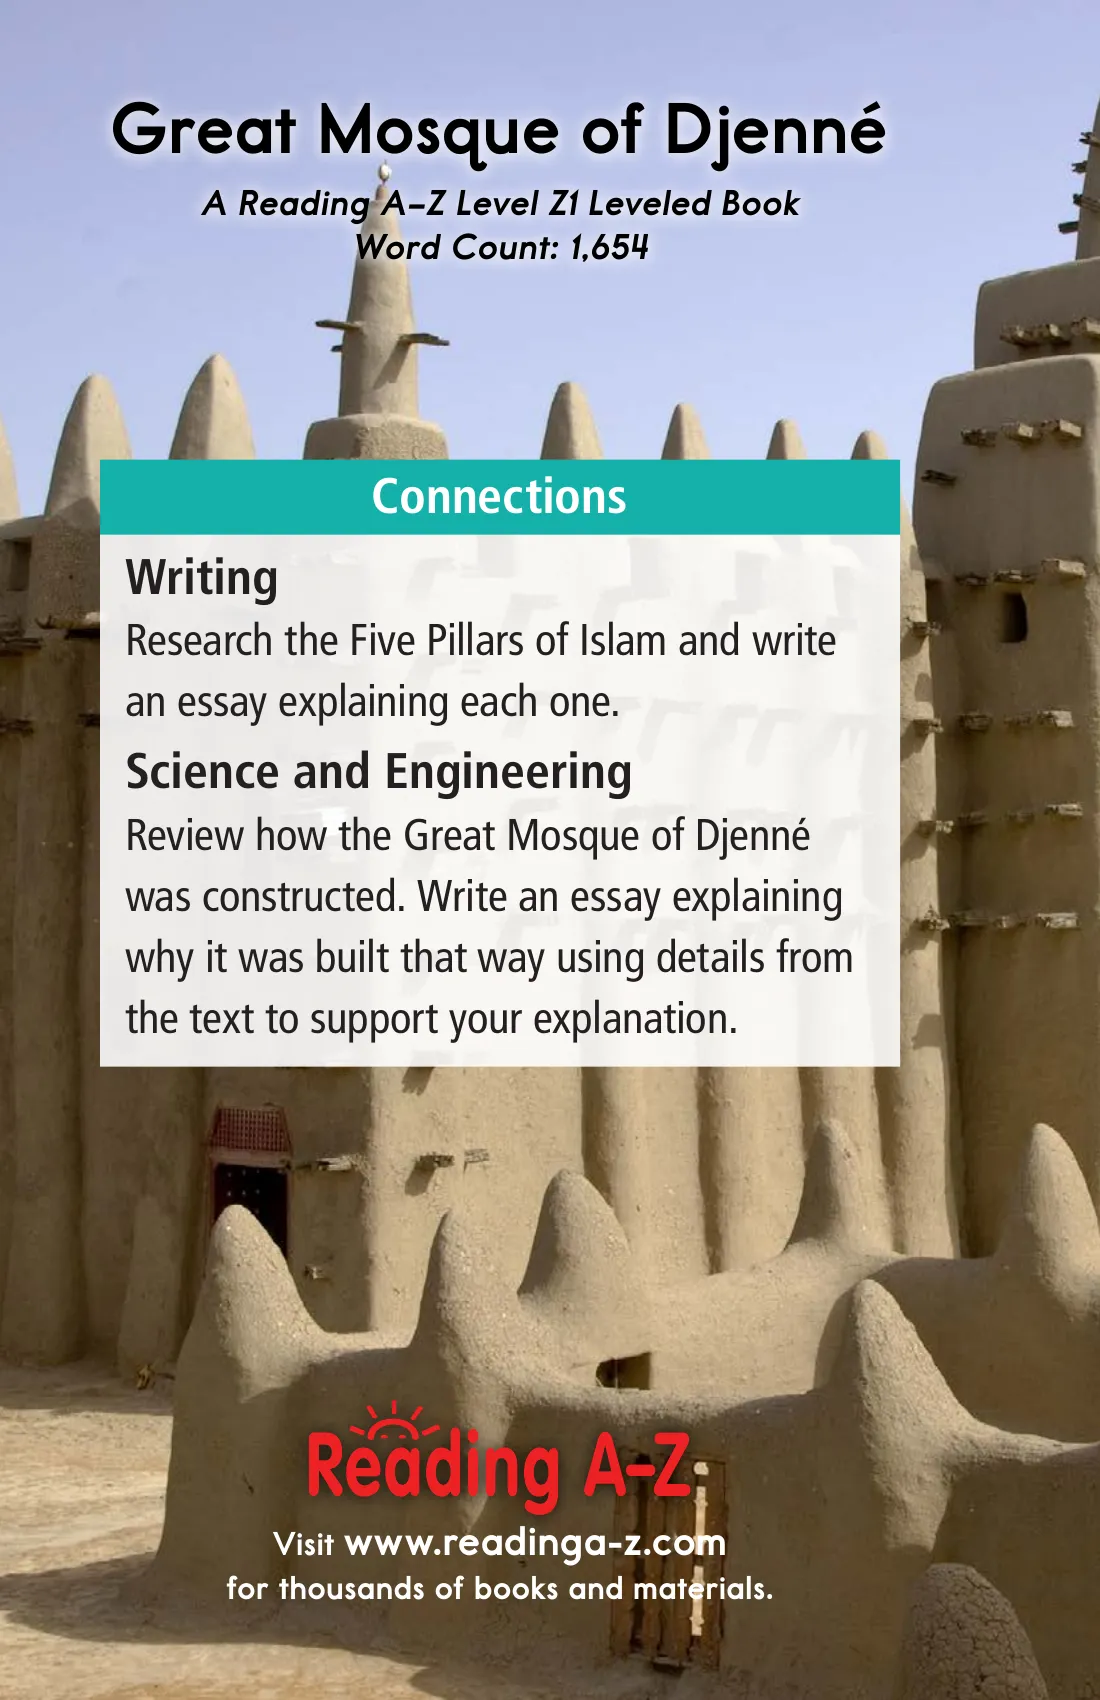 Great Mosque of Djenné
A Reading A–Z Level Z1 Leveled Book
Word Count: 1,654
Connections
Writing
Research the Five Pillars of Islam and write
an essay explaining each one.
Science and Engineering
Review how the Great Mosque of Djenné
was constructed. Write an essay explaining
why it was built that way using details from
the text to support your explanation.
Reading A–Z
Visit www.readinga-z.com
for thousands of books and materials.